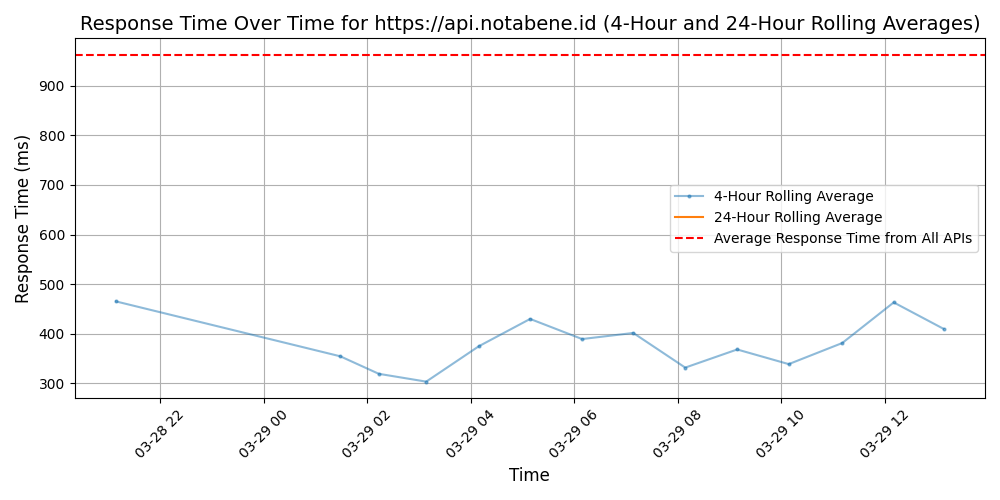 Response Time Over Time for https://api.notabene.id (4-Hour and 24-Hour Rolling Averages)
Response Time (ms)
900
800
700
600
500
400
300
4-Hour Rolling Average
24-Hour Rolling Average
Average Response Time from All APIs
03-28 22
03-29 00
03-29 02
03-29 04
03-29 06
03-29 08
03-29 10
03-29 12
Time